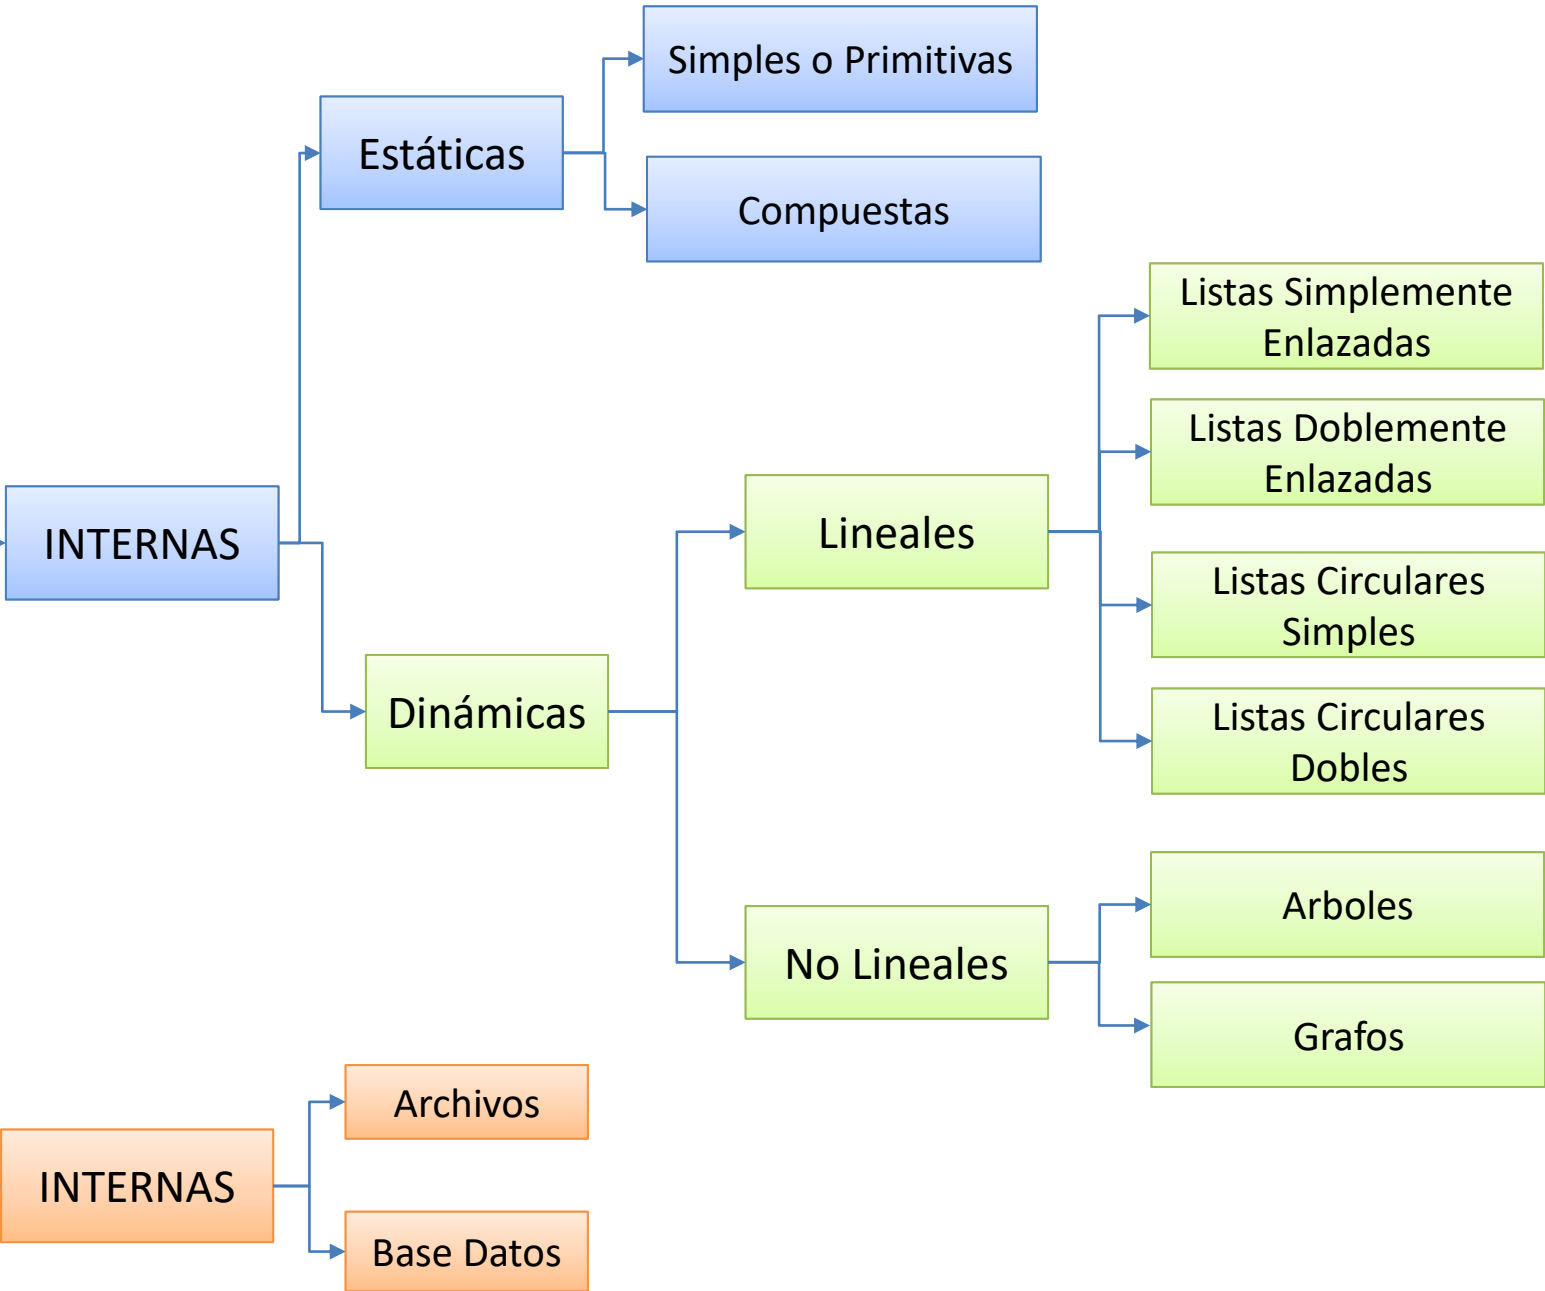 Simples o Primitivas
Estáticas
Compuestas
Listas Simplemente
Enlazadas
Listas Doblemente
Enlazadas
Lineales
INTERNAS
Listas Circulares
Simples
Dinámicas
Listas Circulares
Dobles
Arboles
No Lineales
Grafos
Archivos
INTERNAS
Base Datos